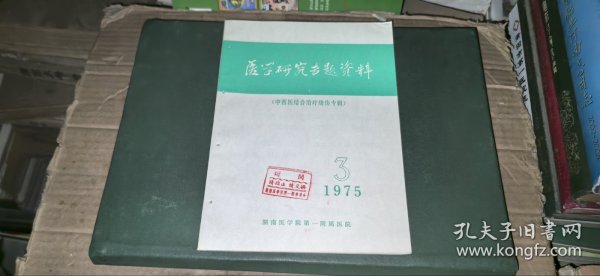 医学研究专题资料
（中西医结合治疗烧伤专辑）
3
1975
湖南医学院第一附属医院
孔夫子旧书网
www.kongfz.com